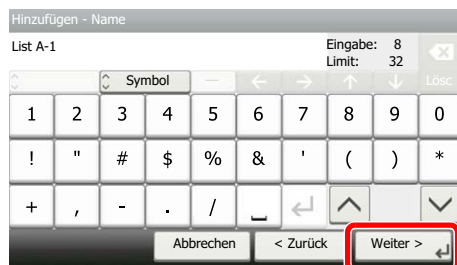 Hinzufügen - Name
List A-1
Eingabe: 8
Limit: 32
Symbol
Lösc
1 2 3 4 5 6 7 8 9 0
! " # $ % & ' ( ) *
+ , - . /
Abbrechen < Zurück Weiter >